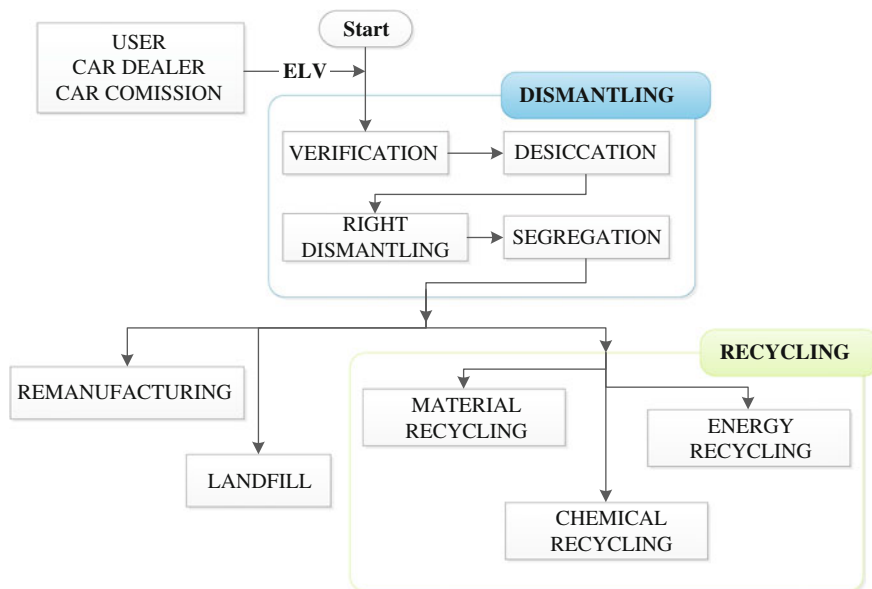 Start
USER
CAR DEALER
CAR COMISSION
ELV
DISMANTLING
VERIFICATION
DESICCATION
RIGHT
DISMANTLING
SEGREGATION
RECYCLING
REMANUFACTURING
MATERIAL
RECYCLING
ENERGY
RECYCLING
LANDFILL
CHEMICAL
RECYCLING